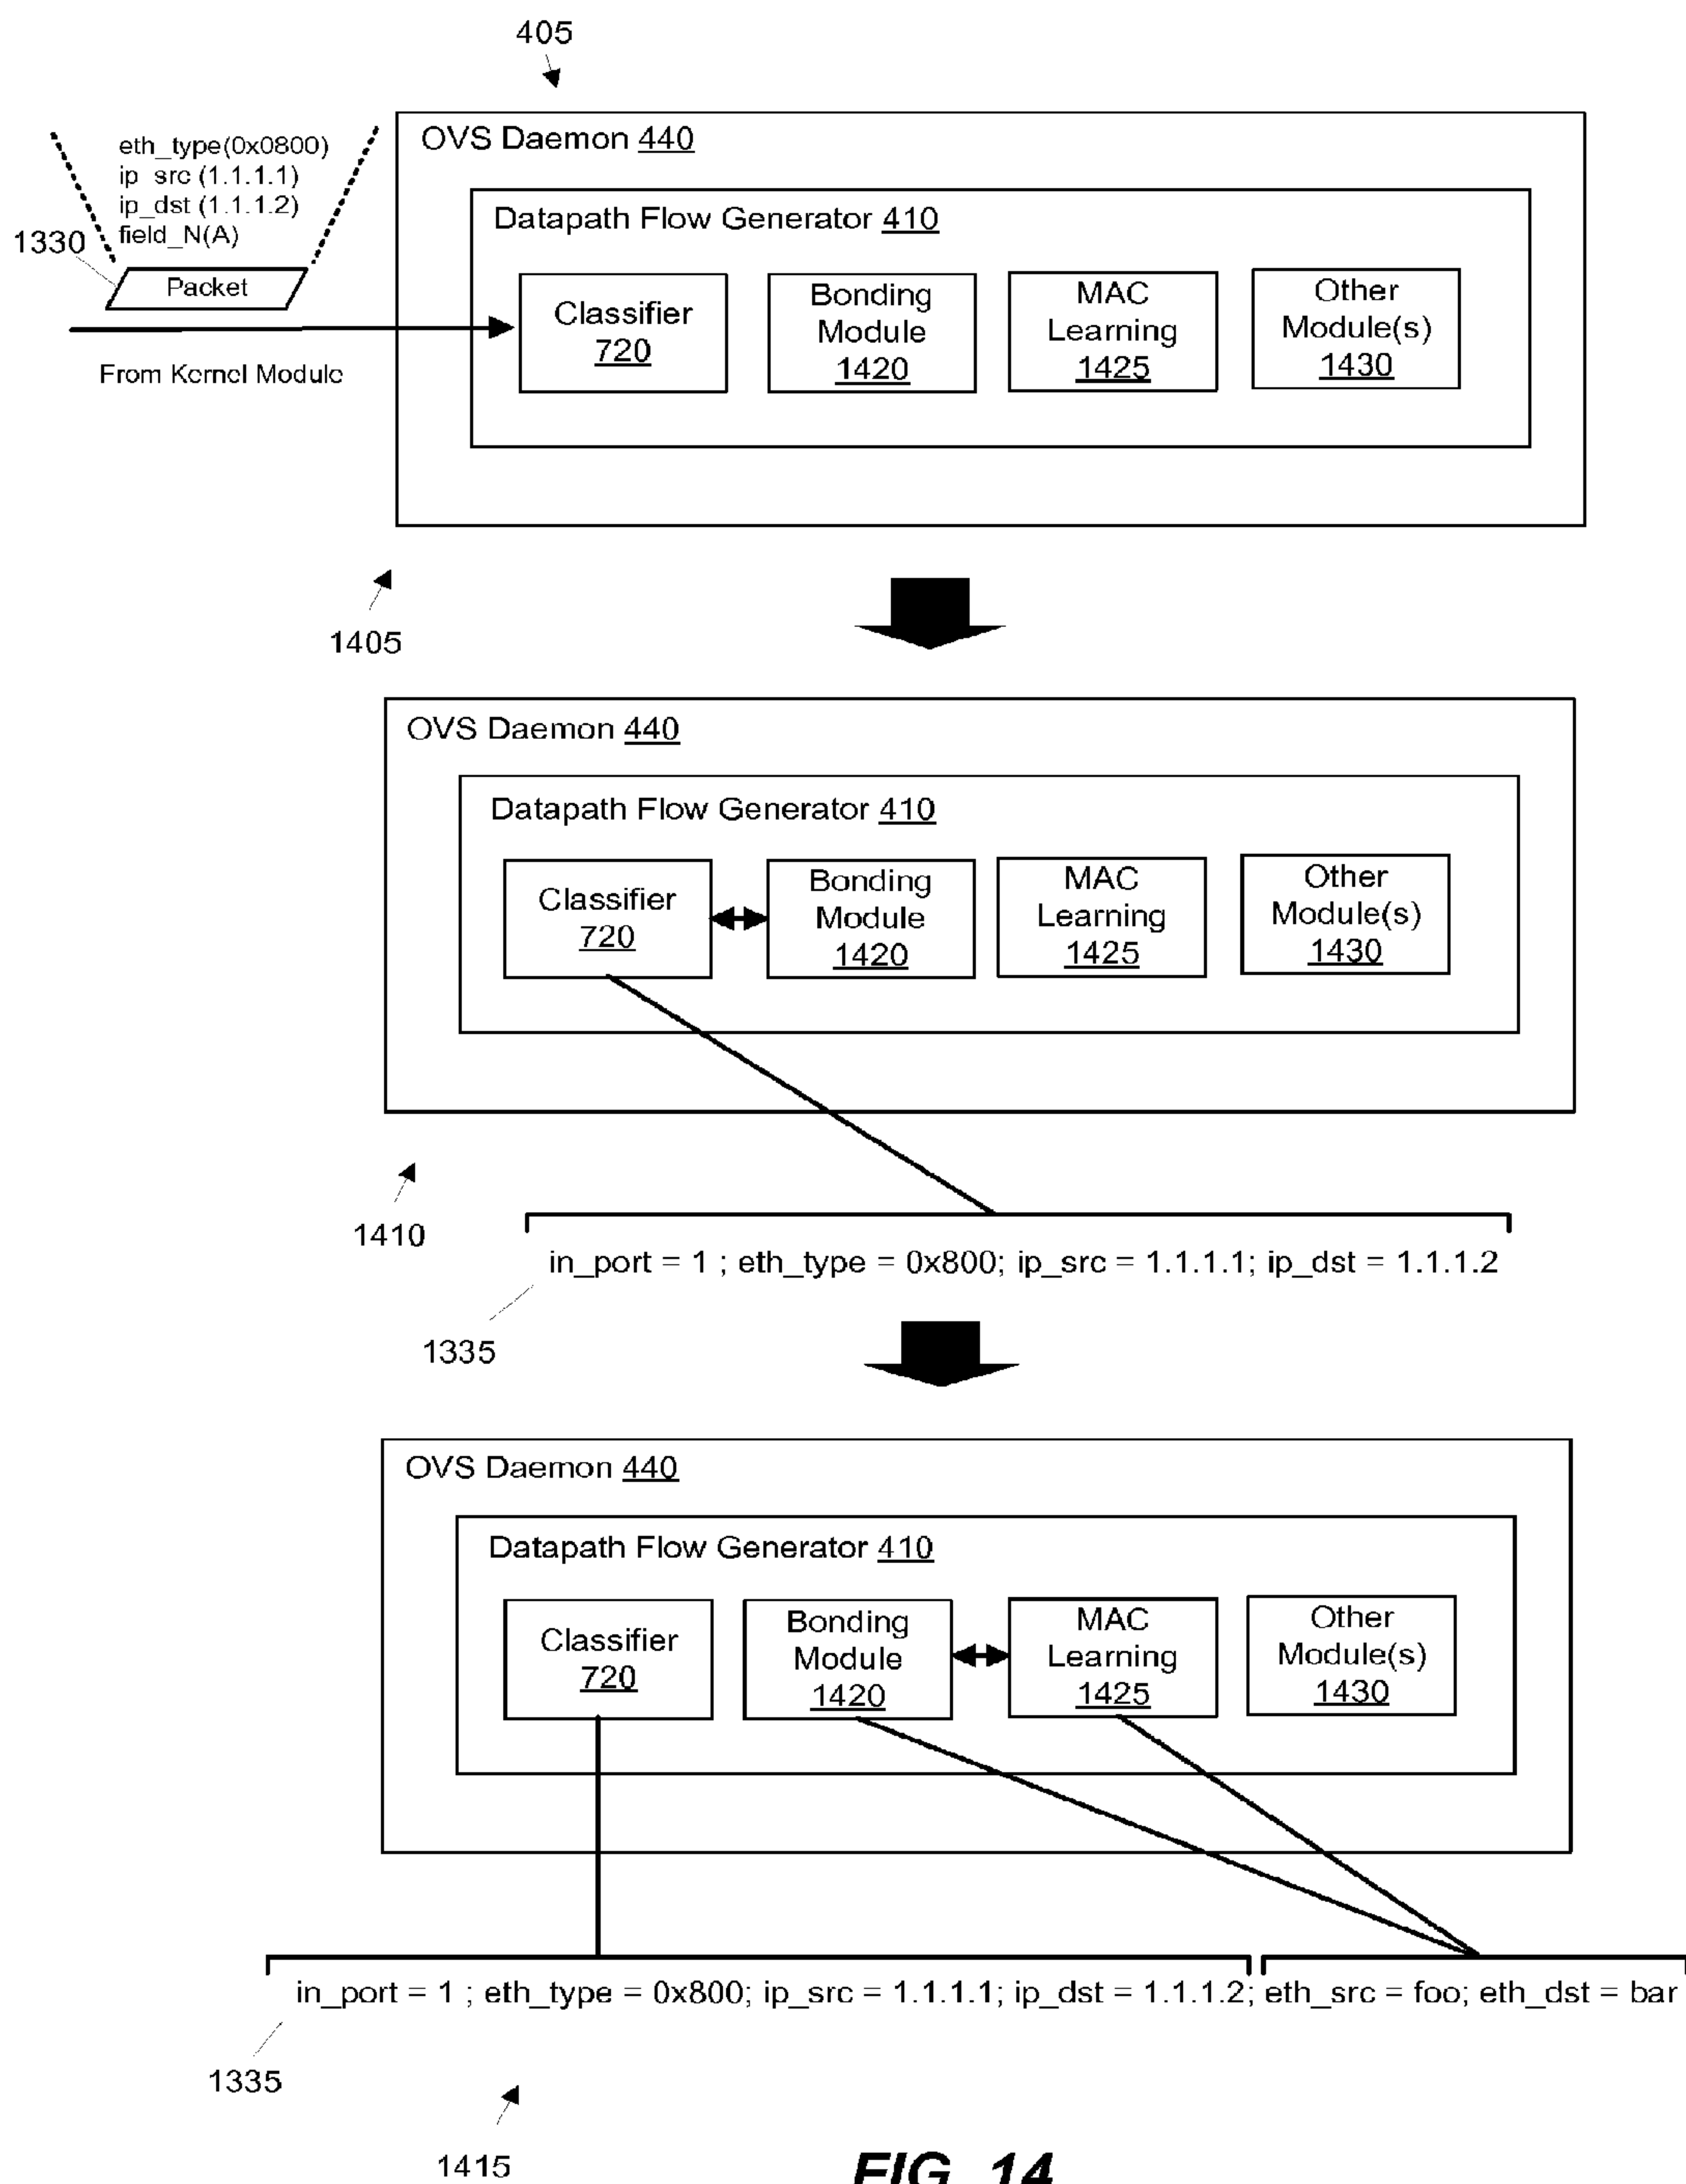 405
eth_type(0x0800)
ip_src (1.1.1.1)
ip_dst (1.1.1.2)
field_N(A)
1330
Packet
From Kernel Module
OVS Daemon 440
Datapath Flow Generator 410
Classifier
720
Bonding
Module
1420
MAC
Learning
1425
Other
Module(s)
1430
1405
OVS Daemon 440
Datapath Flow Generator 410
Classifier
720
Bonding
Module
1420
MAC
Learning
1425
Other
Module(s)
1430
1410
in_port = 1 ; eth_type = 0x800; ip_src = 1.1.1.1; ip_dst = 1.1.1.2
1335
OVS Daemon 440
Datapath Flow Generator 410
Classifier
720
Bonding
Module
1420
MAC
Learning
1425
Other
Module(s)
1430
in_port = 1 ; eth_type = 0x800; ip_src = 1.1.1.1; ip_dst = 1.1.1.2; eth_src = foo; eth_dst = bar
1335
1415
FIG. 14